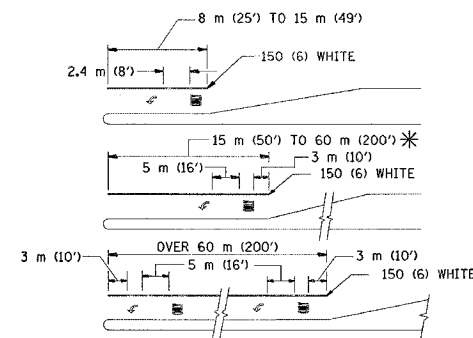 8 m (25') TO 15 m (49')
150 (6) WHITE
2.4 m (8')
15 m (50') TO 60 m (200') *
5 m (16')
3 m (10')
150 (6) WHITE
OVER 60 m (200')
3 m (10')
5 m (16')
3 m (10')
150 (6) WHITE